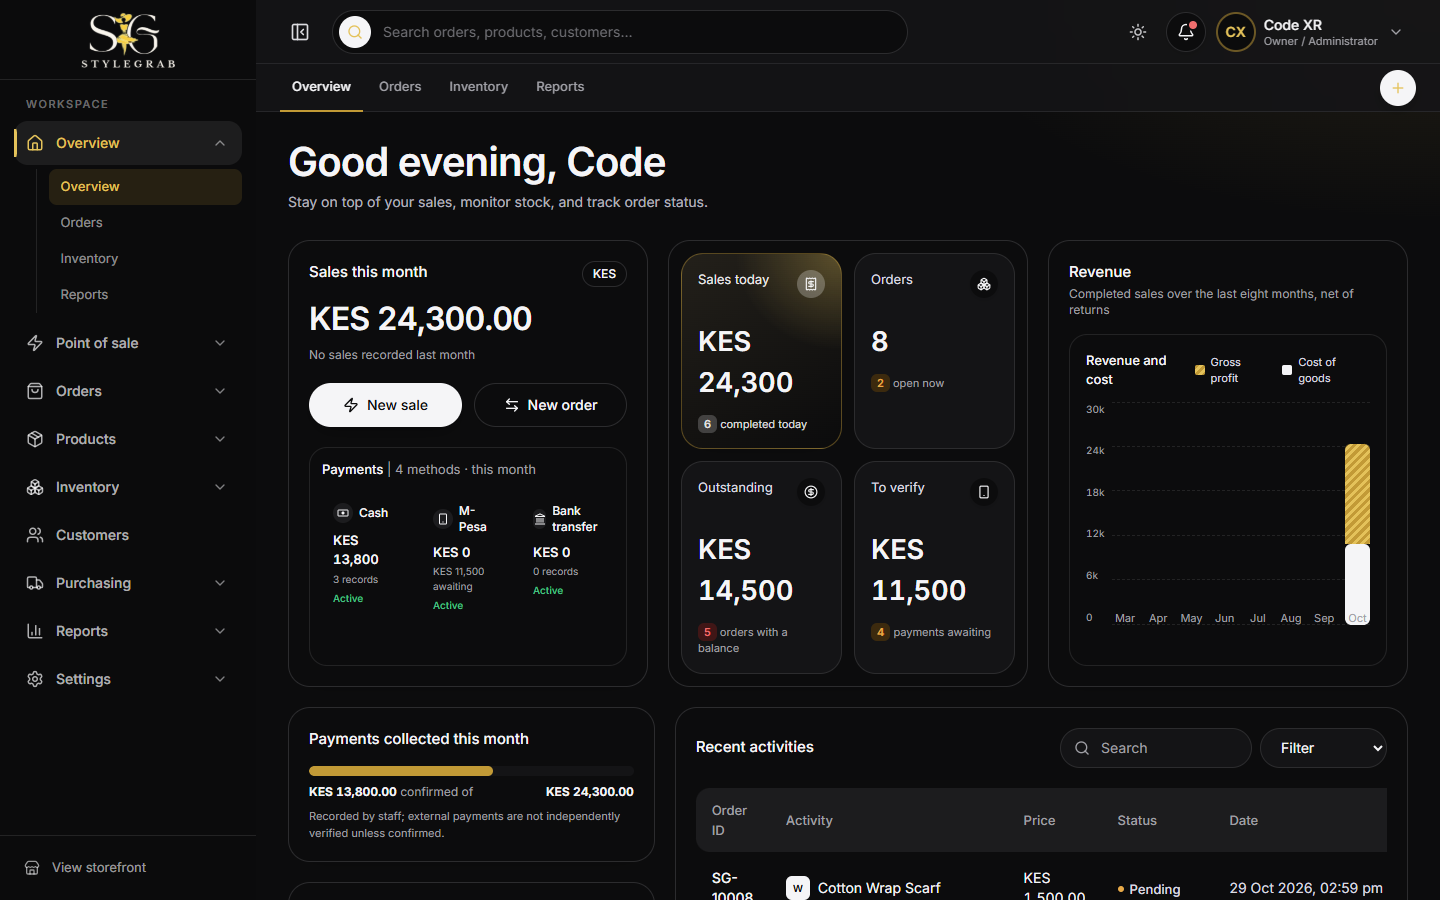 SG
STYLEGRAB
Search orders, products, customers...
CX
Code XR
Owner / Administrator
WORKSPACE
Overview
Overview
Orders
Inventory
Reports
Point of sale
Orders
Products
Inventory
Customers
Purchasing
Reports
Settings
View storefront
Overview Orders Inventory Reports
Good evening, Code
Stay on top of your sales, monitor stock, and track order status.
Sales this month
KES
KES 24,300.00
No sales recorded last month
New sale
New order
Payments | 4 methods · this month
Cash
KES
13,800
3 records
Active
M-
Pesa
KES 0
KES 11,500
awaiting
Active
Bank
transfer
KES 0
0 records
Active
Sales today
KES
24,300
6 completed today
Orders
8
2 open now
Outstanding
KES
14,500
5 orders with a
balance
To verify
KES
11,500
4 payments awaiting
Revenue
Completed sales over the last eight months, net of
returns
Revenue and
cost
Gross
profit
Cost of
goods
30k
24k
18k
12k
6k
0
Mar Apr May Jun Jul Aug Sep Oct
Payments collected this month
KES 13,800.00 confirmed of KES 24,300.00
Recorded by staff; external payments are not independently
verified unless confirmed.
Recent activities
Search
Filter
Order
ID
Activity
Price
Status
Date
SG-
10008
W
Cotton Wrap Scarf
KES
1,500.00
Pending
29 Oct 2026, 02:59 pm